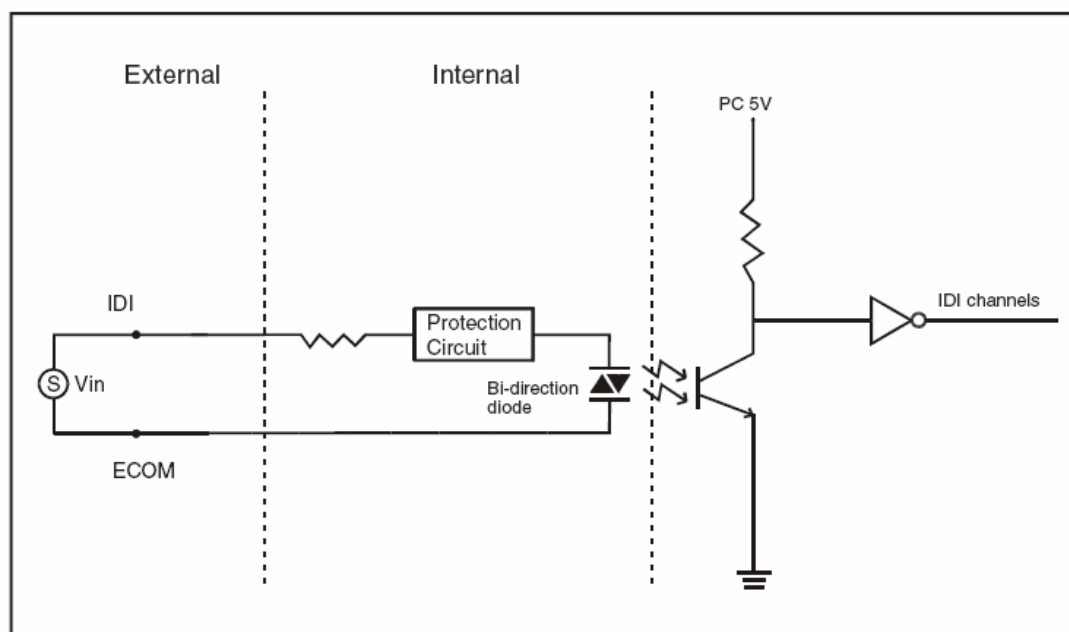 External
Internal
PC 5V
IDI
Protection
Circuit
IDI channels
S
Vin
Bi-direction
diode
ECOM